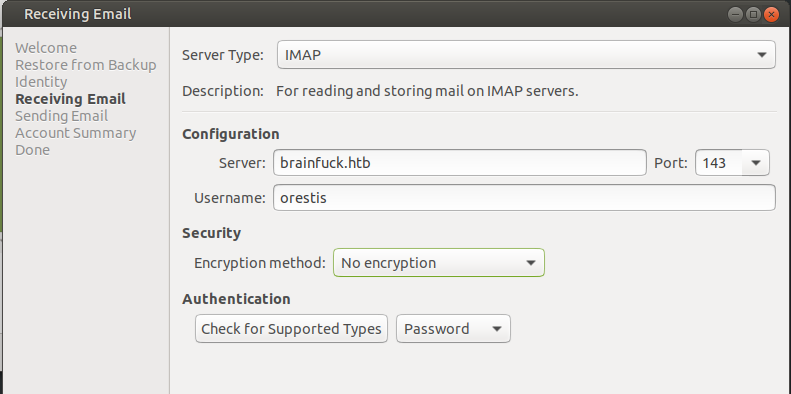 Receiving Email
Welcome
Restore from Backup
Identity
Receiving Email
Sending Email
Account Summary
Done
Server Type: IMAP
Description: For reading and storing mail on IMAP servers.
Configuration
Server: brainfuck.htb Port: 143
Username: orestis
Security
Encryption method: No encryption
Authentication
Check for Supported Types Password